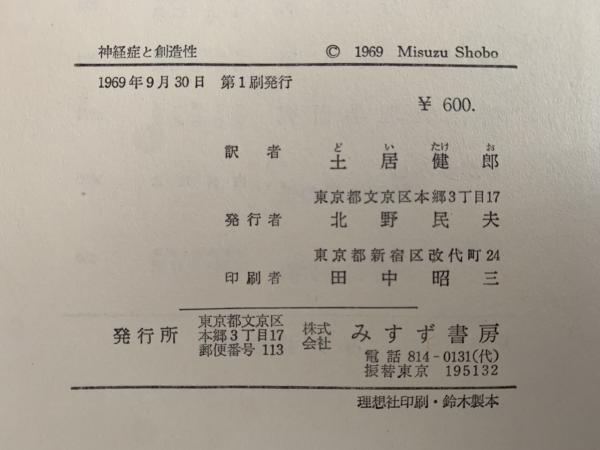 神経症と創造性 © 1969 Misuzu Shobo
1969年9月30日 第1刷発行
¥ 600.
どいたけお
訳者 土居健郎
東京都文京区本郷3丁目17
発行者 北野民夫
東京都新宿区改代町24
印刷者 田中昭三
発行所 東京都文京区本郷3丁目17郵便番号 113 株式会社 みすず書房
電話 814-0131(代)
振替東京 195132
理想社印刷・鈴木製本